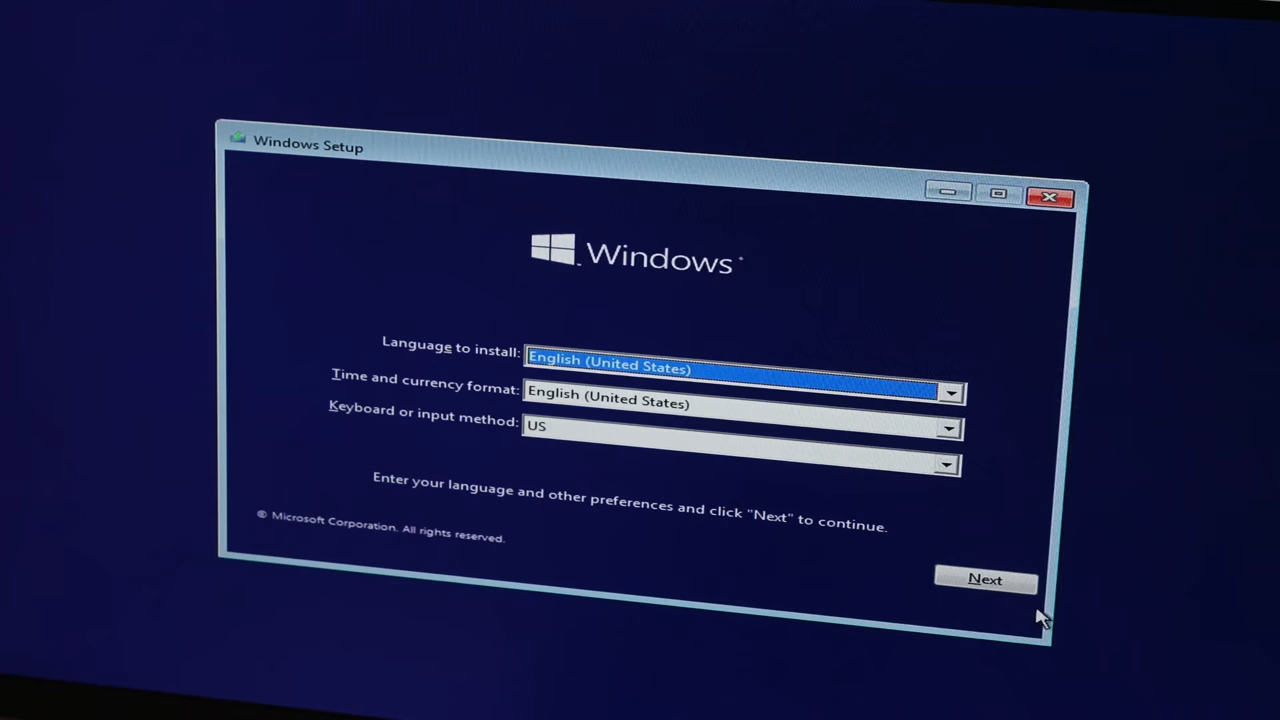 Windows Setup
Windows
Language to install: English (United States)
Time and currency format: English (United States)
Keyboard or input method: US
Enter your language and other preferences and click "Next" to continue.
© Microsoft Corporation. All rights reserved.
Next